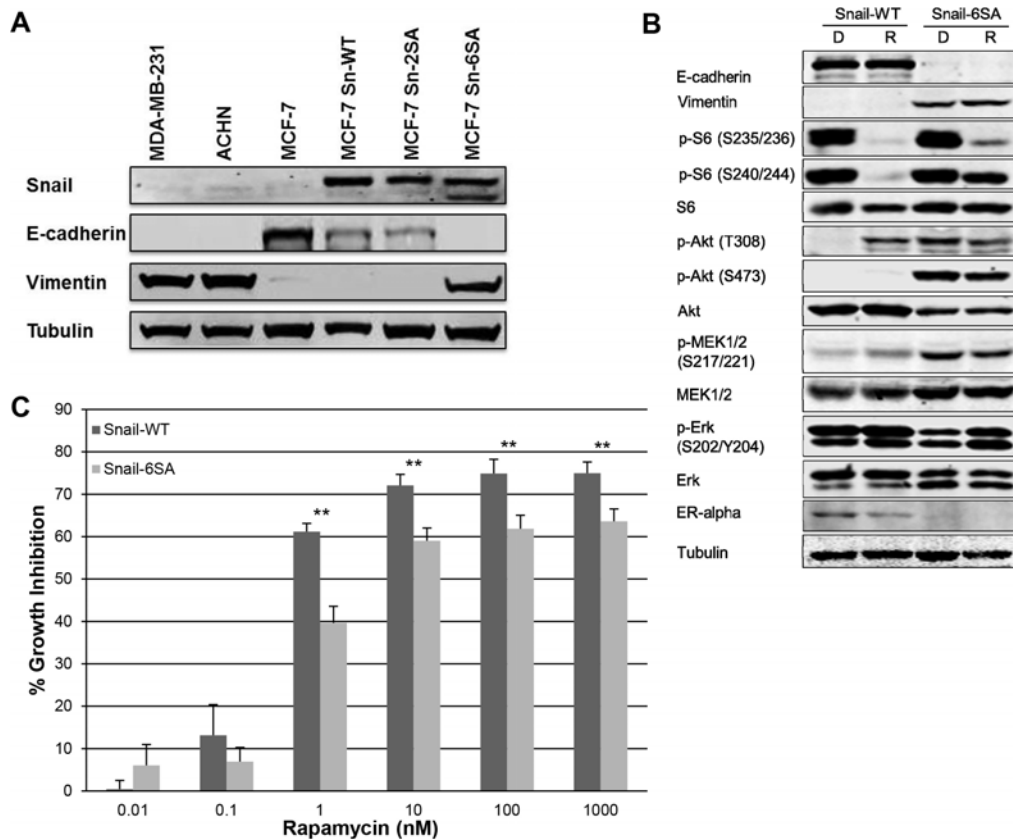 A
MDA-MB-231
ACHN
MCF-7
MCF-7 Sn-WT
MCF-7 Sn-2SA
MCF-7 Sn-6SA
Snail
E-cadherin
Vimentin
Tubulin
B
Snail-WT Snail-6SA
D R D R
E-cadherin
Vimentin
p-S6 (S235/236)
p-S6 (S240/244)
S6
p-Akt (T308)
p-Akt (S473)
Akt
p-MEK1/2
(S217/221)
MEK1/2
p-Erk
(S202/Y204)
Erk
ER-alpha
Tubulin
C
% Growth Inhibition
90
80
70
60
50
40
30
20
10
0
Snail-WT
Snail-6SA
** ** ** **
0.01 0.1 1 10 100 1000
Rapamycin (nM)